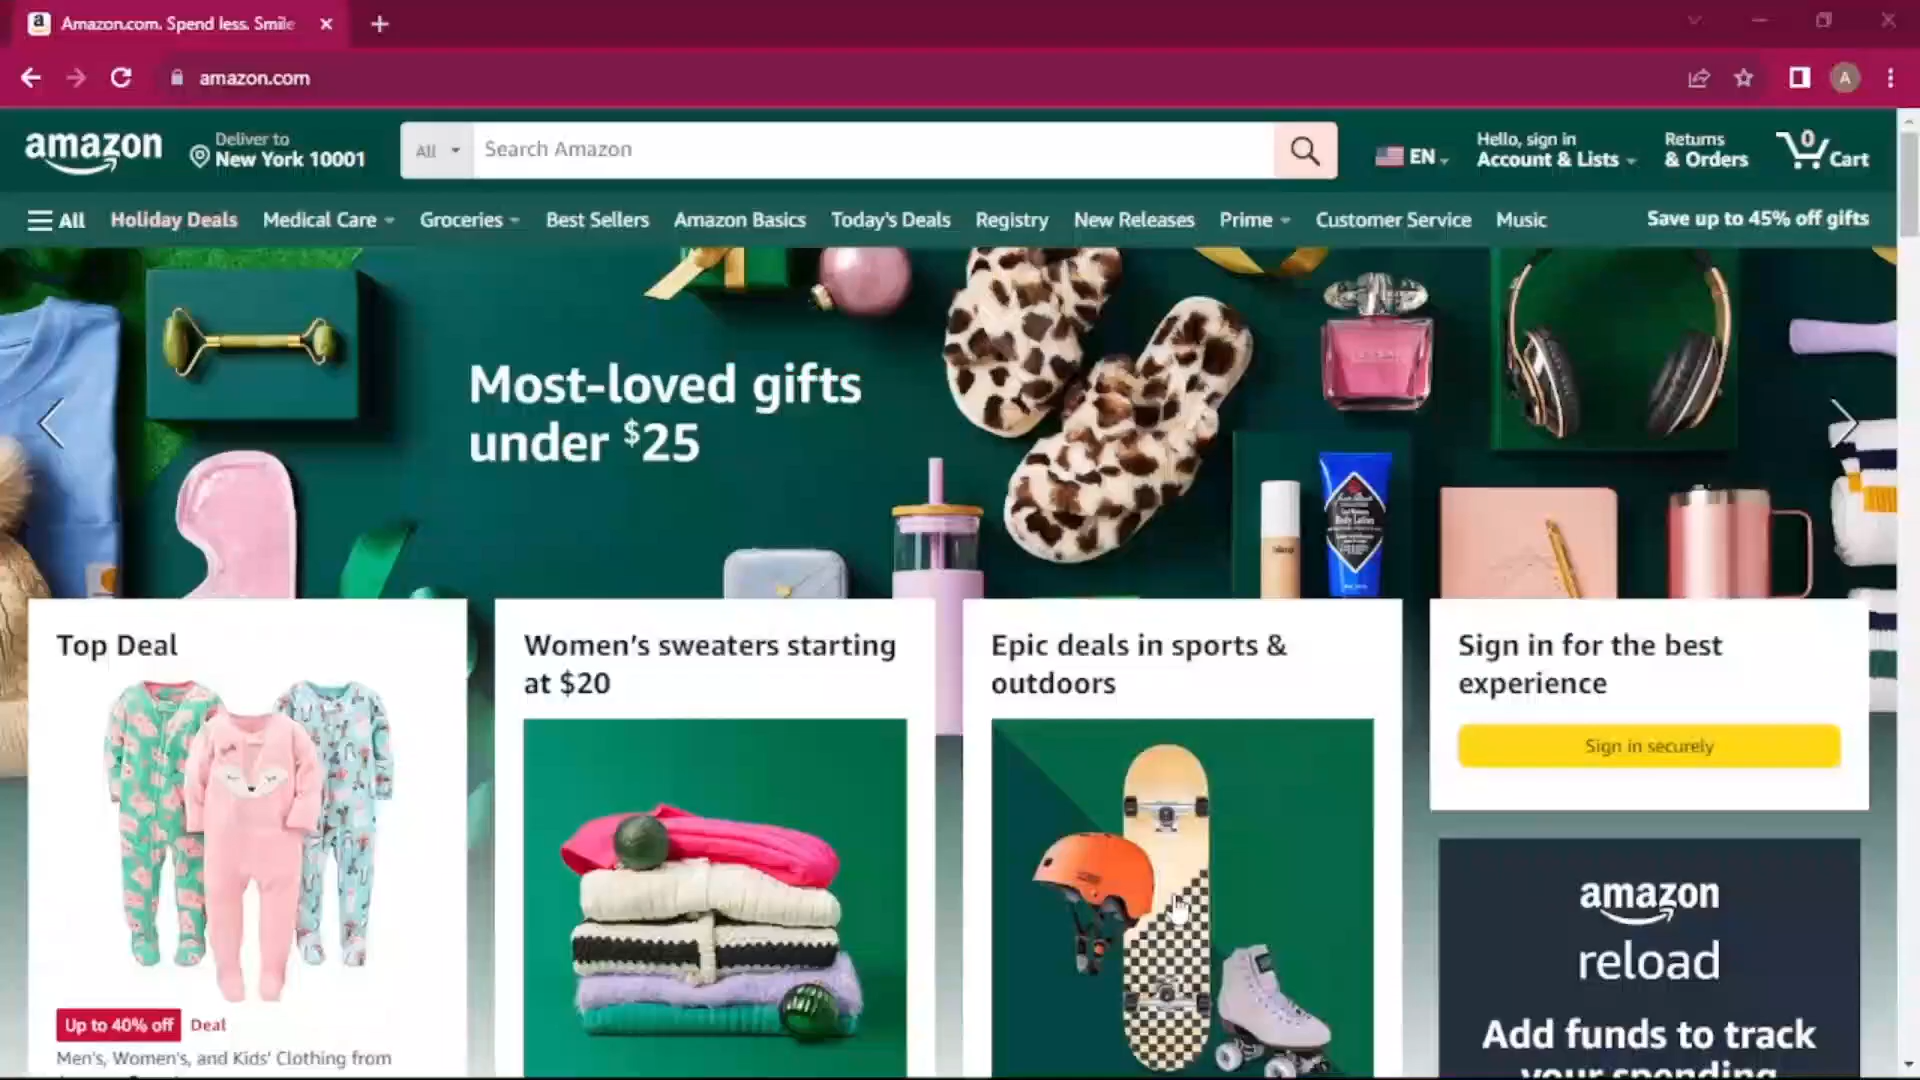 Amazon.com. Spend less. Smile
amazon.com
A
amazon
Deliver to
New York 10001
All
Search Amazon
EN
Hello, sign in
Account & Lists
Returns
& Orders
0
Cart
All
Holiday Deals
Medical Care
Groceries
Best Sellers
Amazon Basics
Today's Deals
Registry
New Releases
Prime
Customer Service
Music
Save up to 45% off gifts
Most-loved gifts
under $25
Body Lotion
Top Deal
Women's sweaters starting
at $20
Epic deals in sports &
outdoors
Sign in for the best
experience
Sign in securely
amazon
reload
Add funds to track
your spending
Up to 40% off
Deal
Men's, Women's, and Kids' Clothing from